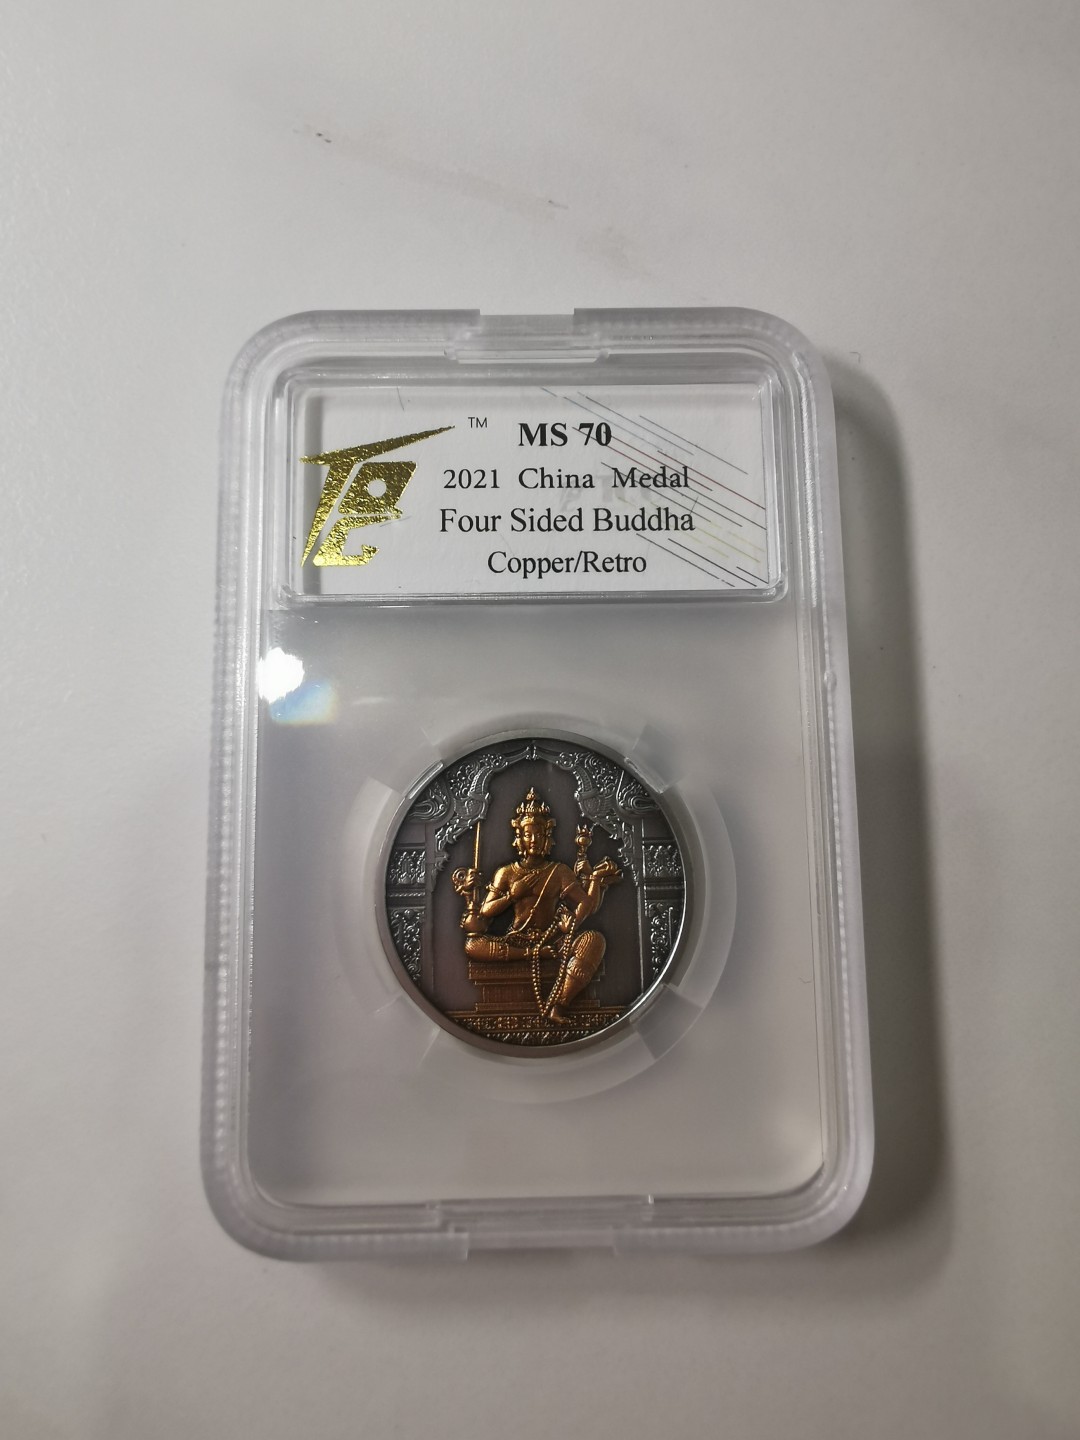 ™
MS 70
2021 China Medal
Four Sided Buddha
Copper/Retro